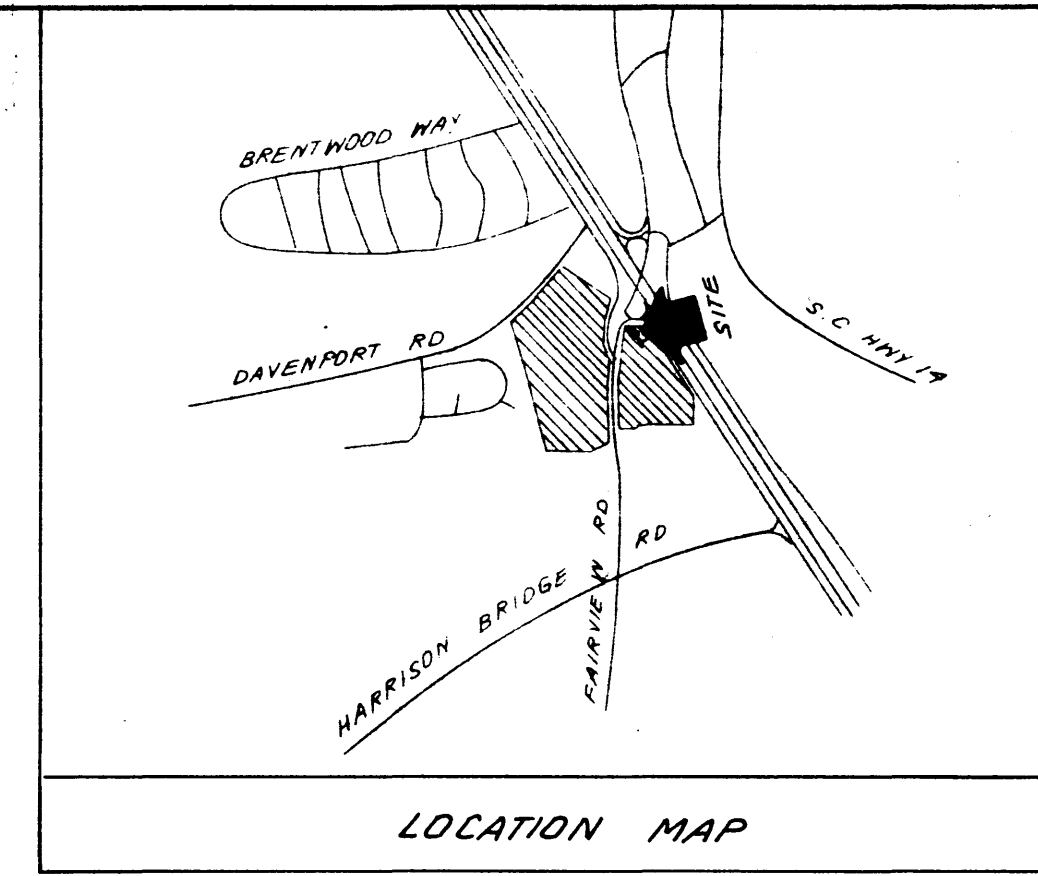 BRENTWOOD WAY
SITE
S.C HWY 14
DAVENPORT RD
FAIRVIEW RD
HARRISON BRIDGE RD
LOCATION MAP